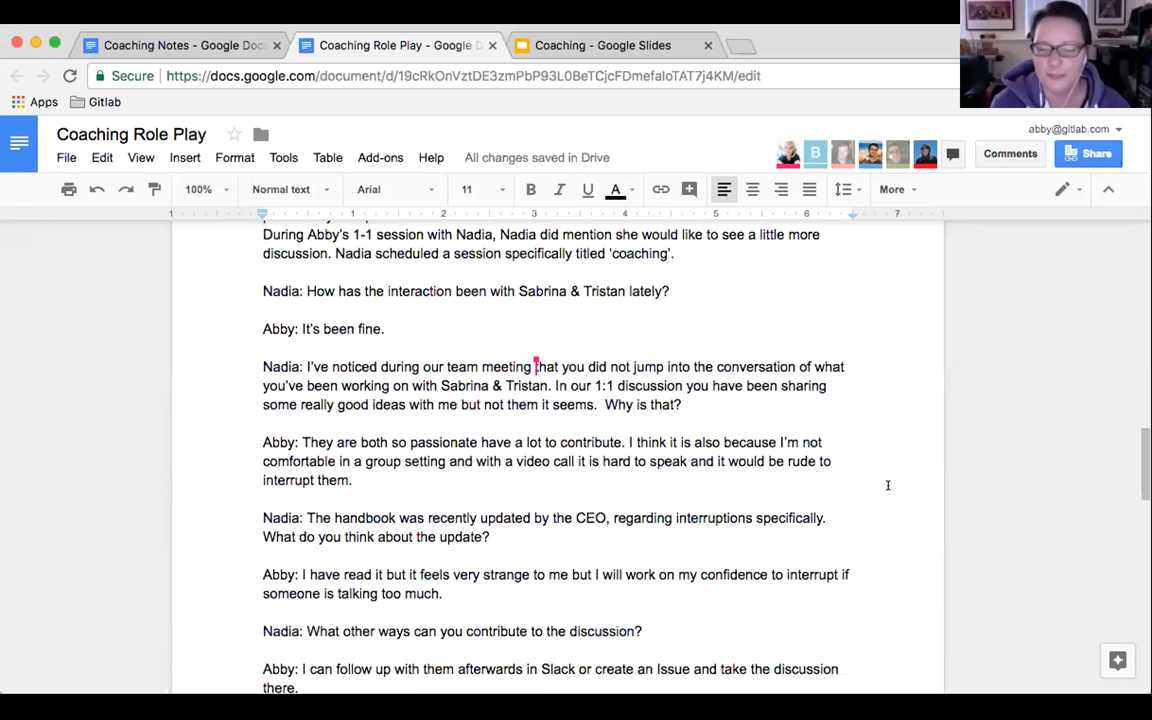 Coaching Notes - Google Docs
Coaching Role Play - Google D
Coaching - Google Slides
Secure
https://docs.google.com/document/d/19cRkOnVztDE3zmPbP93L0BeTCjcFDmefaIoTAT7j4KM/edit
Apps Gitlab
abby@gitlab.com
Coaching Role Play
File Edit View Insert Format Tools Table Add-ons Help All changes saved in Drive
B
Comments Share
100% Normal text Arial 11 B I U A More
1 1 2 3 4 5 6 7
During Abby's 1-1 session with Nadia, Nadia did mention she would like to see a little more
discussion. Nadia scheduled a session specifically titled 'coaching'.
Nadia: How has the interaction been with Sabrina & Tristan lately?
Abby: It's been fine.
Nadia: I've noticed during our team meeting that you did not jump into the conversation of what
you've been working on with Sabrina & Tristan. In our 1:1 discussion you have been sharing
some really good ideas with me but not them it seems.  Why is that?
Abby: They are both so passionate have a lot to contribute. I think it is also because I'm not
comfortable in a group setting and with a video call it is hard to speak and it would be rude to
interrupt them.
Nadia: The handbook was recently updated by the CEO, regarding interruptions specifically.
What do you think about the update?
Abby: I have read it but it feels very strange to me but I will work on my confidence to interrupt if
someone is talking too much.
Nadia: What other ways can you contribute to the discussion?
Abby: I can follow up with them afterwards in Slack or create an Issue and take the discussion
there.